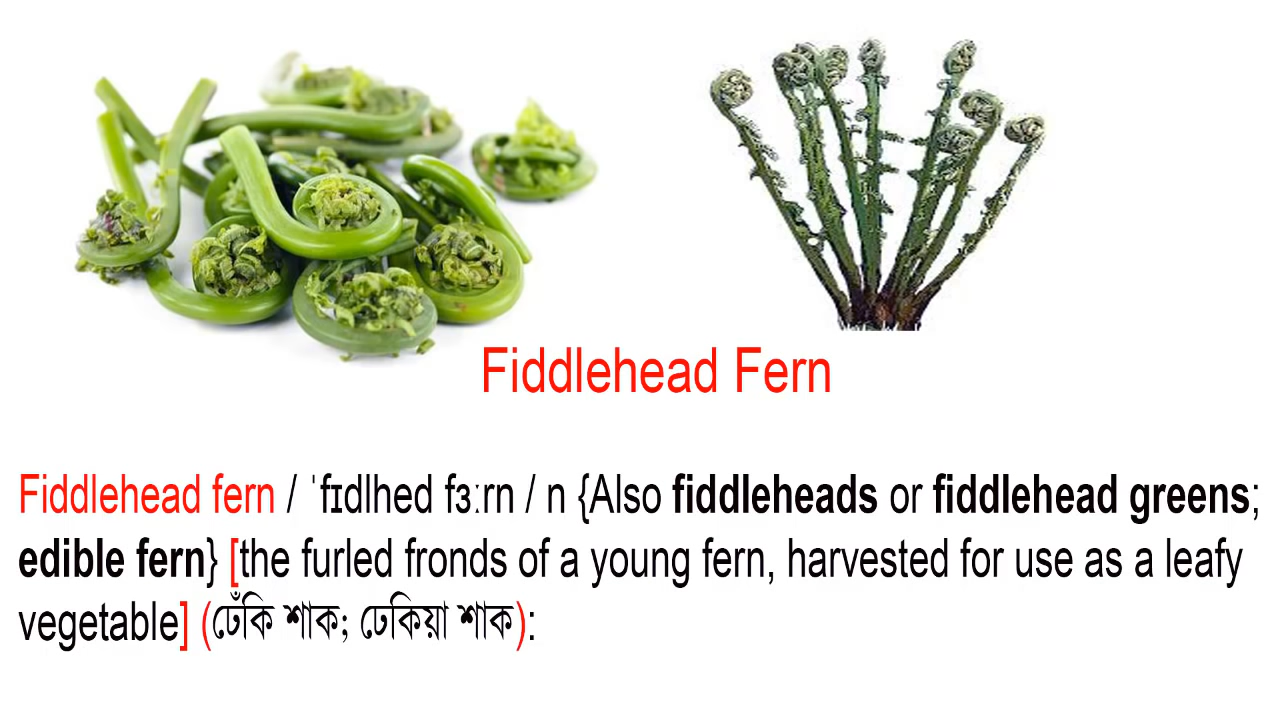 Fiddlehead Fern
Fiddlehead fern / ˈfɪdlhed fɜːrn / n {Also fiddleheads or fiddlehead greens;
edible fern} [the furled fronds of a young fern, harvested for use as a leafy
vegetable] (ঢেঁকি শাক; ঢেকিয়া শাক):